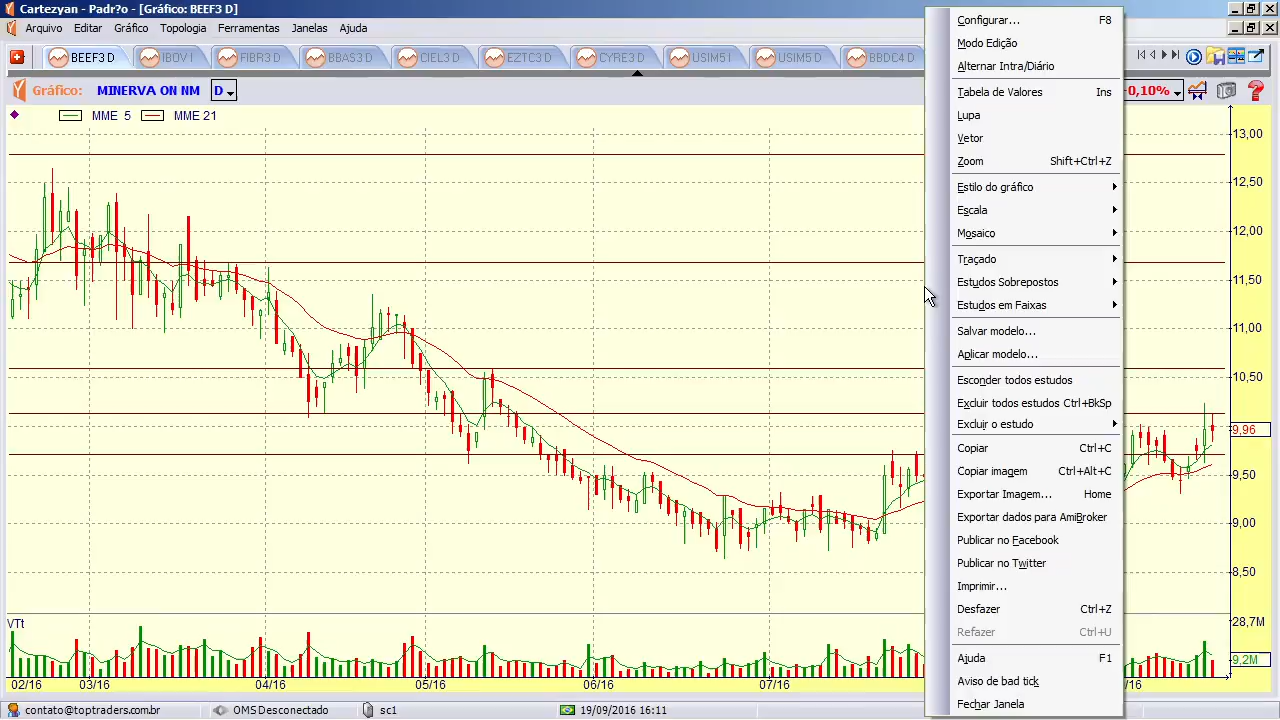 Cartezyan - Padr?o - [Gráfico: BEEF3 D]
Arquivo Editar Gráfico Topologia Ferramentas Janelas Ajuda
BEEF3 D IBOV I FIBR3 D BBAS3 D CIEL3 D EZTC3 D CYRE3 D USIM5 I USIM5 D BBDC4 D
Gráfico: MINERVA ON NM D
-0,10%
MME 5 MME 21
Configurar... F8
Modo Edição
Alternar Intra/Diário
Tabela de Valores Ins
Lupa
Vetor
Zoom Shift+Ctrl+Z
Estilo do gráfico
Escala
Mosaico
Traçado
Estudos Sobrepostos
Estudos em Faixas
Salvar modelo...
Aplicar modelo...
Esconder todos estudos
Excluir todos estudos Ctrl+BkSp
Excluir o estudo
Copiar Ctrl+C
Copiar imagem Ctrl+Alt+C
Exportar Imagem... Home
Exportar dados para AmiBroker
Publicar no Facebook
Publicar no Twitter
Imprimir...
Desfazer Ctrl+Z
Refazer Ctrl+U
Ajuda F1
Aviso de bad tick
Fechar Janela
13,00
12,50
12,00
11,50
11,00
10,50
9,96
9,50
9,00
8,50
VTt
28,7M
9,2M
02/16 03/16 04/16 05/16 06/16 07/16 /16
contato@toptraders.com.br OMS Desconectado sc1 19/09/2016 16:11